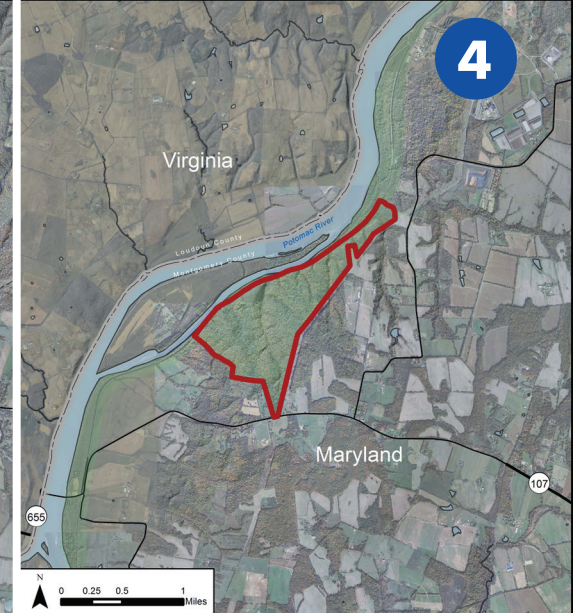 4
Virginia
Loudoun County
Potomac River
Montgomery County
Maryland
107
655
N
0 0.25 0.5 1
Miles